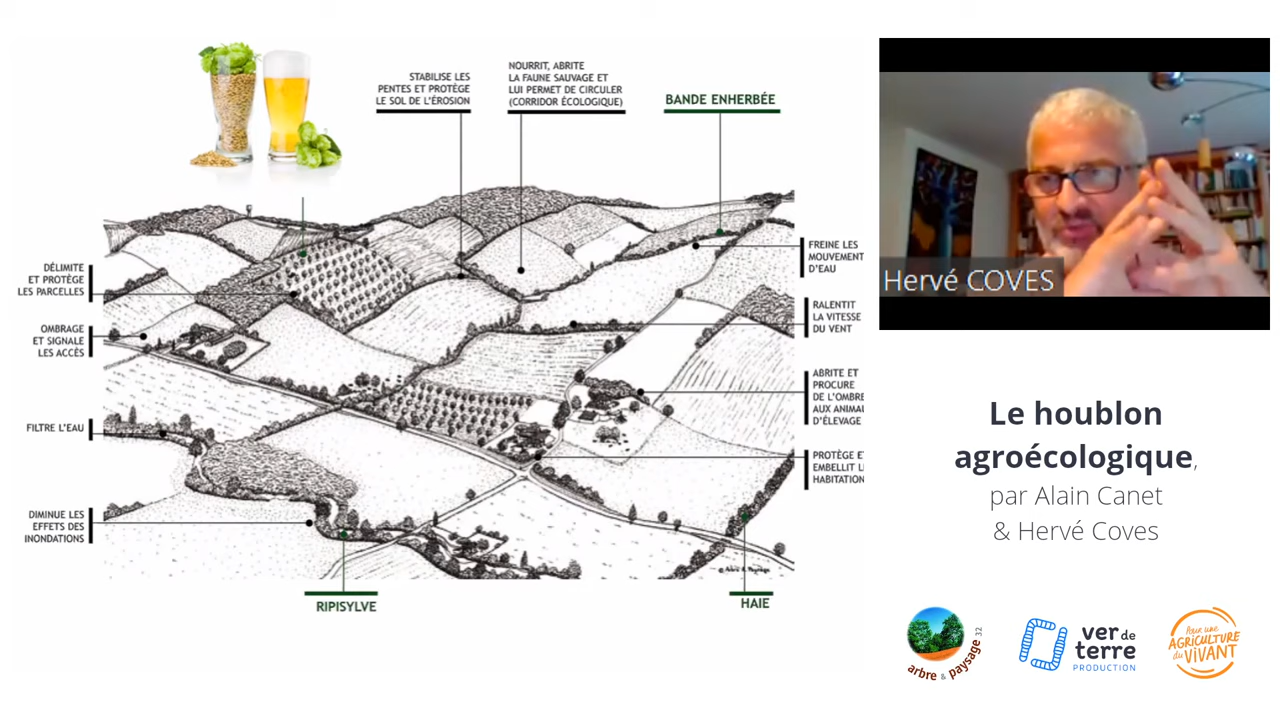 STABILISE LES
PENTES ET PROTÈGE
LE SOL DE L'ÉROSION
NOURRIT, ABRITE
LA FAUNE SAUVAGE ET
LUI PERMET DE CIRCULER
(CORRIDOR ÉCOLOGIQUE)
BANDE ENHERBÉE
DÉLIMITE
ET PROTÈGE
LES PARCELLES
OMBRAGE
ET SIGNALE
LES ACCÈS
FILTRE L'EAU
DIMINUE LES
EFFETS DES
INONDATIONS
FREINE LES
MOUVEMENT
D'EAU
RALENTIT
LA VITESSE
DU VENT
ABRITE ET
PROCURE
DE L'OMBRE
AUX ANIMAU
D'ÉLEVAGE
PROTÈGE ET
EMBELLIT L
HABITATION
RIPISYLVE
HAIE
Hervé COVES
Le houblon
agroécologique,
par Alain Canet
& Hervé Coves
arbre & paysage 32
ver de
terre
PRODUCTION
Pour une
AGRICULTURE
du VIVANT